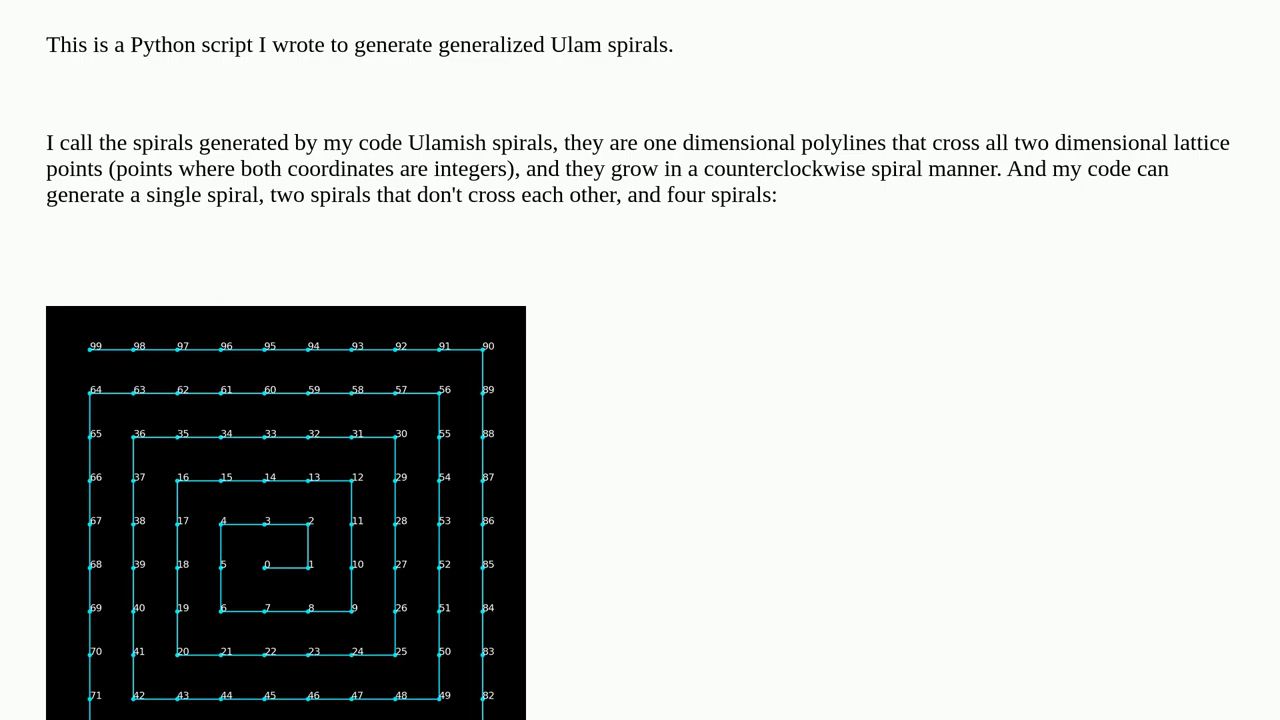 This is a Python script I wrote to generate generalized Ulam spirals.
I call the spirals generated by my code Ulamish spirals, they are one dimensional polylines that cross all two dimensional lattice
points (points where both coordinates are integers), and they grow in a counterclockwise spiral manner. And my code can
generate a single spiral, two spirals that don't cross each other, and four spirals:
99 98 97 96 95 94 93 92 91 90
64 63 62 61 60 59 58 57 56 89
65 36 35 34 33 32 31 30 55 88
66 37 16 15 14 13 12 29 54 87
67 38 17 4 3 2 11 28 53 86
68 39 18 5 0 1 10 27 52 85
69 40 19 6 7 8 9 26 51 84
70 41 20 21 22 23 24 25 50 83
71 42 43 44 45 46 47 48 49 82